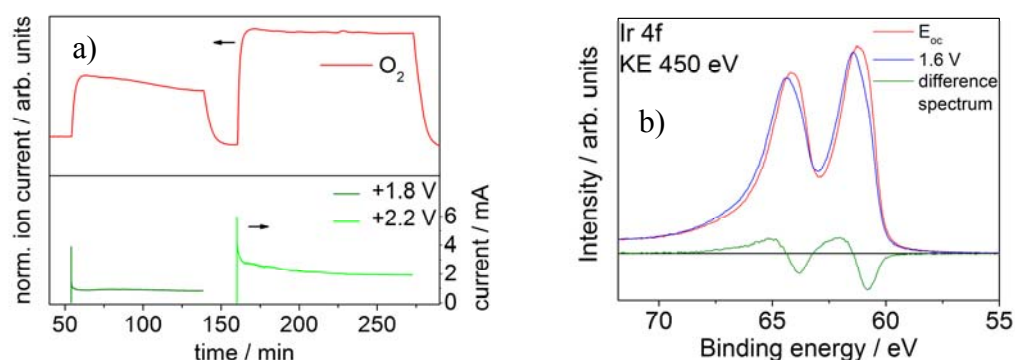 a)
O₂
norm. ion current / arb. units
+1.8 V
+2.2 V
6
4
2
0
current / mA
50 100 150 200 250
time / min
Ir 4f
KE 450 eV
b)
E_oc
1.6 V
difference
spectrum
Intensity / arb. units
70 65 60 55
Binding energy / eV